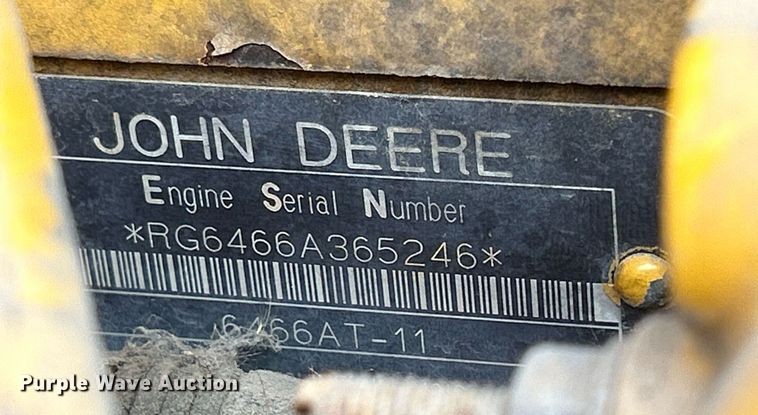 JOHN DEERE
Engine Serial Number
*RG6466A365246*
6466AT-11
Purple Wave Auction